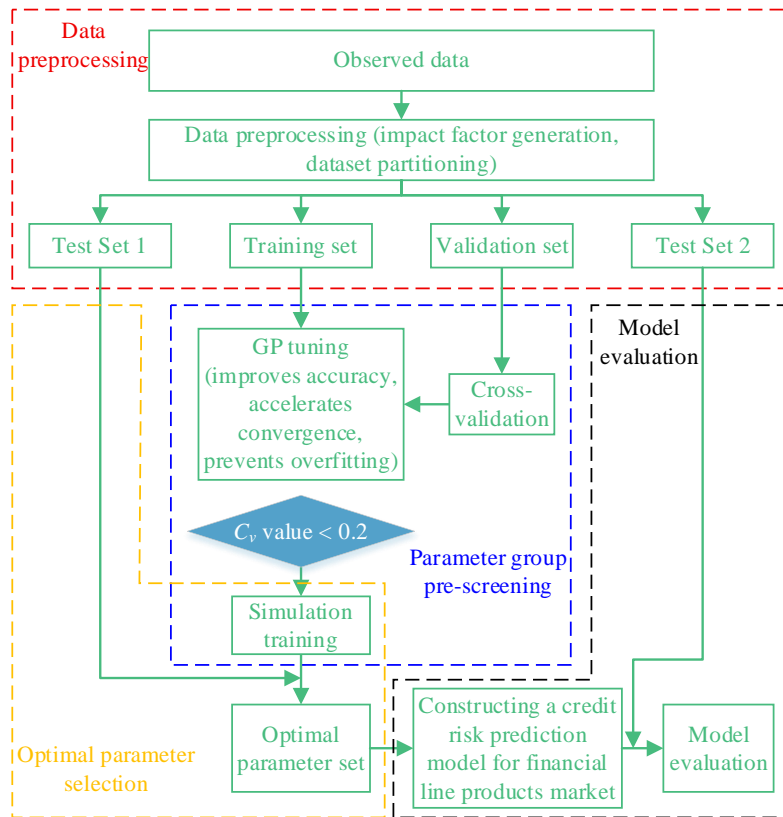 Data
preprocessing
Observed data
Data preprocessing (impact factor generation,
dataset partitioning)
Test Set 1
Training set
Validation set
Test Set 2
GP tuning
(improves accuracy,
accelerates
convergence,
prevents overfitting)
Cross-
validation
Model
evaluation
Cv value < 0.2
Parameter group
pre-screening
Simulation
training
Optimal parameter
selection
Optimal
parameter set
Constructing a credit
risk prediction
model for financial
line products market
Model
evaluation